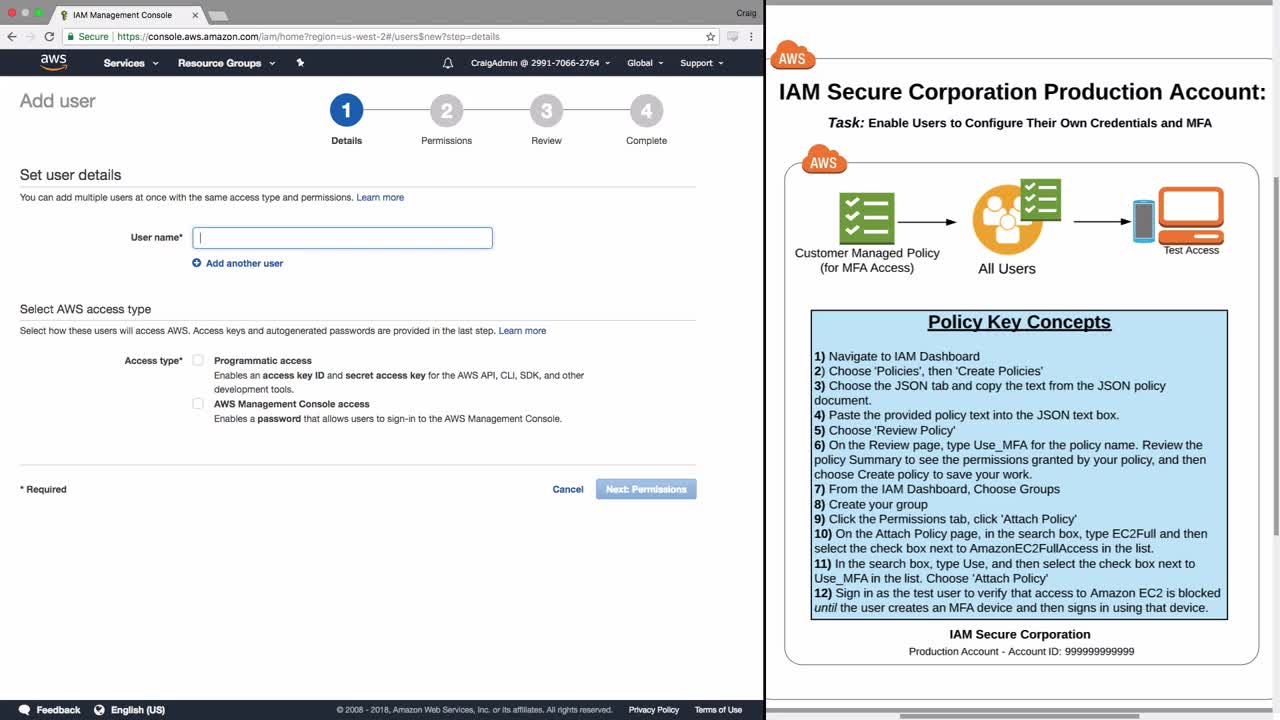 IAM Management Console
Craig
Secure
https://console.aws.amazon.com/iam/home?region=us-west-2#/users$new?step=details
aws
Services
Resource Groups
CraigAdmin @ 2991-7066-2764
Global
Support
Add user
1
2
3
4
Details
Permissions
Review
Complete
Set user details
You can add multiple users at once with the same access type and permissions. Learn more
User name*
Add another user
Select AWS access type
Select how these users will access AWS. Access keys and autogenerated passwords are provided in the last step. Learn more
Access type*
Programmatic access
Enables an access key ID and secret access key for the AWS API, CLI, SDK, and other
development tools.
AWS Management Console access
Enables a password that allows users to sign-in to the AWS Management Console.
* Required
Cancel
Next: Permissions
Feedback
English (US)
© 2008 - 2018, Amazon Web Services, Inc. or its affiliates. All rights reserved.
Privacy Policy
Terms of Use
AWS
IAM Secure Corporation Production Account:
Task: Enable Users to Configure Their Own Credentials and MFA
AWS
Customer Managed Policy
(for MFA Access)
All Users
Test Access
Policy Key Concepts
1) Navigate to IAM Dashboard
2) Choose 'Policies', then 'Create Policies'
3) Choose the JSON tab and copy the text from the JSON policy
document.
4) Paste the provided policy text into the JSON text box.
5) Choose 'Review Policy'
6) On the Review page, type Use_MFA for the policy name. Review the
policy Summary to see the permissions granted by your policy, and then
choose Create policy to save your work.
7) From the IAM Dashboard, Choose Groups
8) Create your group
9) Click the Permissions tab, click 'Attach Policy'
10) On the Attach Policy page, in the search box, type EC2Full and then
select the check box next to AmazonEC2FullAccess in the list.
11) In the search box, type Use, and then select the check box next to
Use_MFA in the list. Choose 'Attach Policy'
12) Sign in as the test user to verify that access to Amazon EC2 is blocked
until the user creates an MFA device and then signs in using that device.
IAM Secure Corporation
Production Account - Account ID: 999999999999